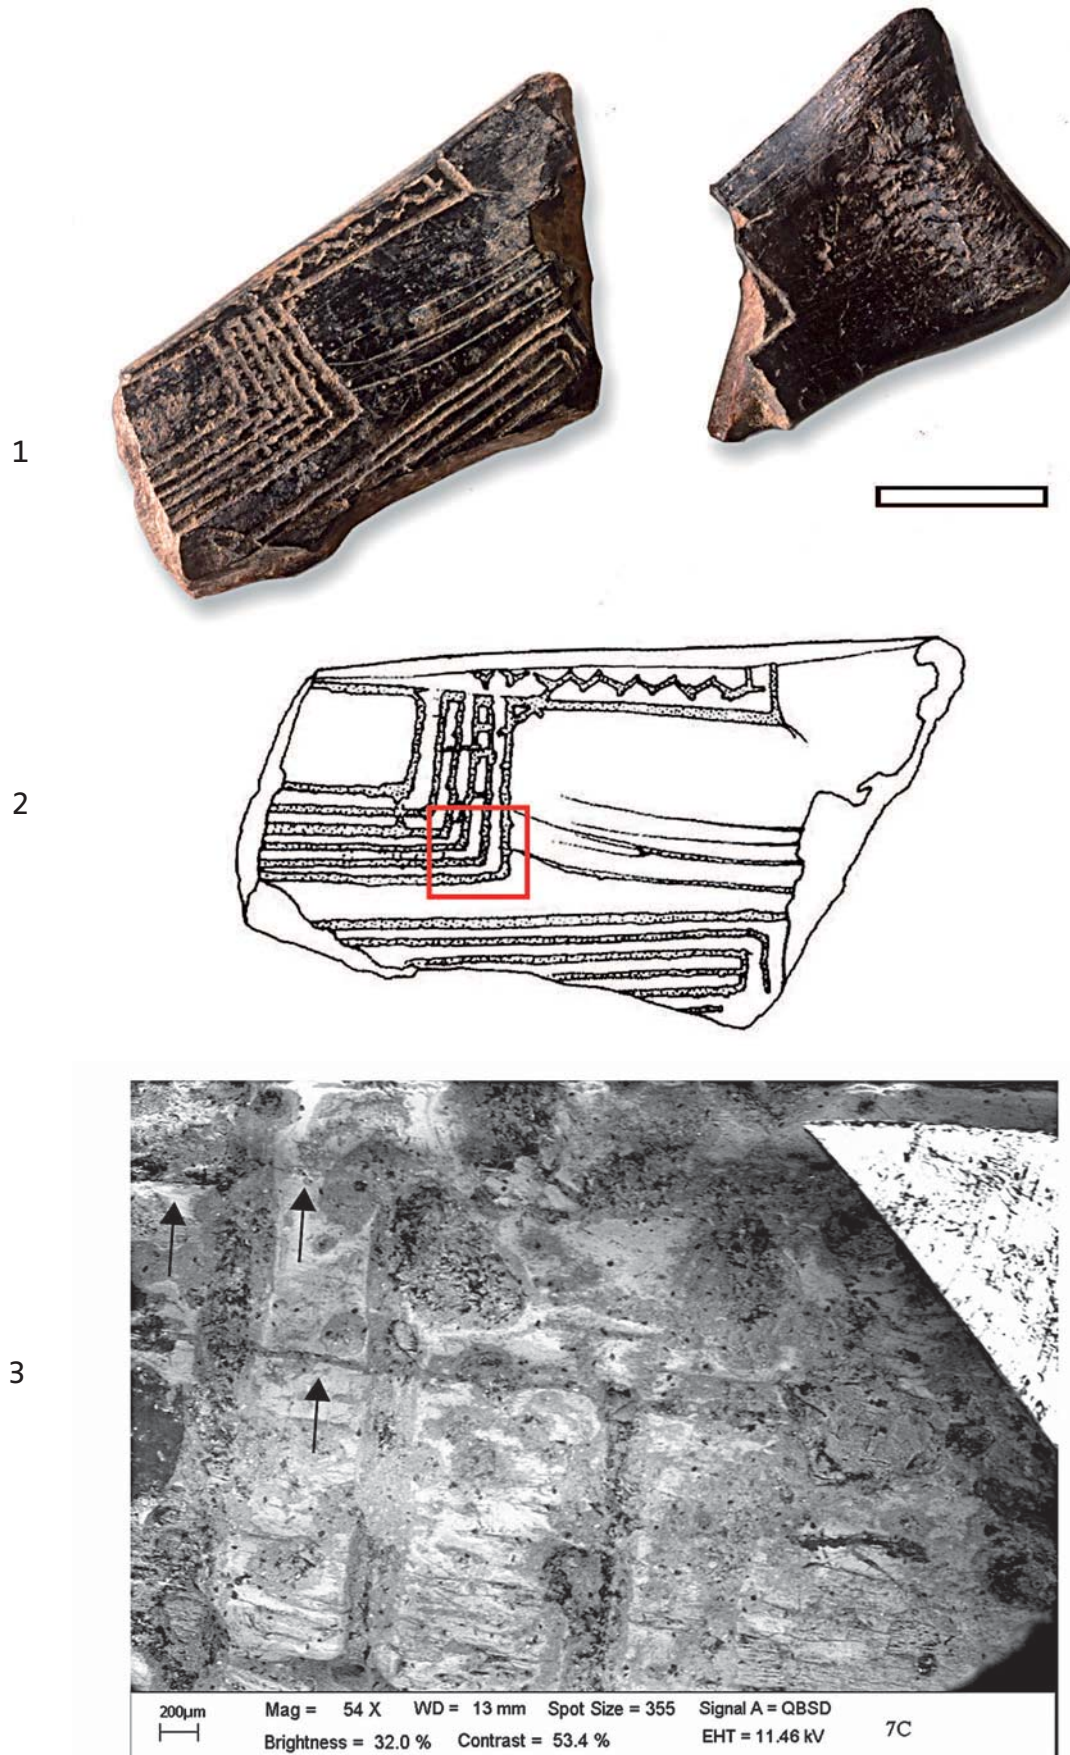 1
2
3
200µm
Mag = 54 X WD = 13 mm Spot Size = 355 Signal A = QBSD
Brightness = 32.0 % Contrast = 53.4 % EHT = 11.46 kV 7C